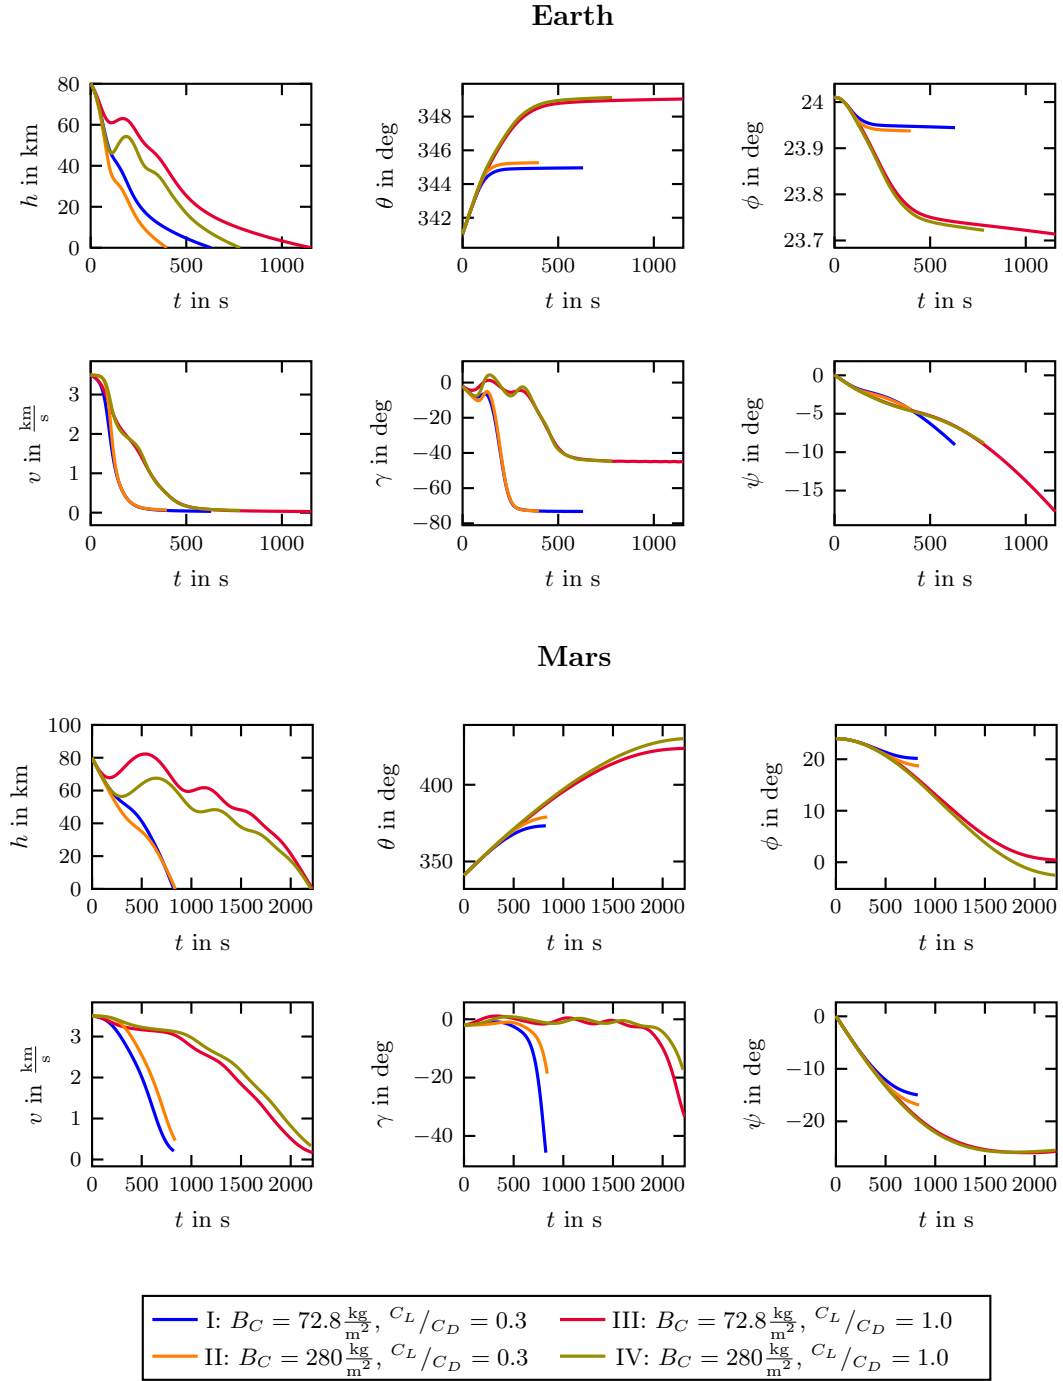 Earth
80
60
40
20
0
0 500 1000
h in km
t in s
348
346
344
342
0 500 1000
θ in deg
t in s
24
23.9
23.8
23.7
0 500 1000
ϕ in deg
t in s
3
2
1
0
0 500 1000
v in km/s
t in s
0
−20
−40
−60
−80
0 500 1000
γ in deg
t in s
0
−5
−10
−15
0 500 1000
ψ in deg
t in s
Mars
100
80
60
40
20
0
0 500 1000 1500 2000
h in km
t in s
400
350
0 500 1000 1500 2000
θ in deg
t in s
20
10
0
0 500 1000 1500 2000
ϕ in deg
t in s
3
2
1
0
0 500 1000 1500 2000
v in km/s
t in s
0
−20
−40
0 500 1000 1500 2000
γ in deg
t in s
0
−10
−20
0 500 1000 1500 2000
ψ in deg
t in s
I: B_C = 72.8 kg/m², C_L/C_D = 0.3 III: B_C = 72.8 kg/m², C_L/C_D = 1.0
II: B_C = 280 kg/m², C_L/C_D = 0.3 IV: B_C = 280 kg/m², C_L/C_D = 1.0